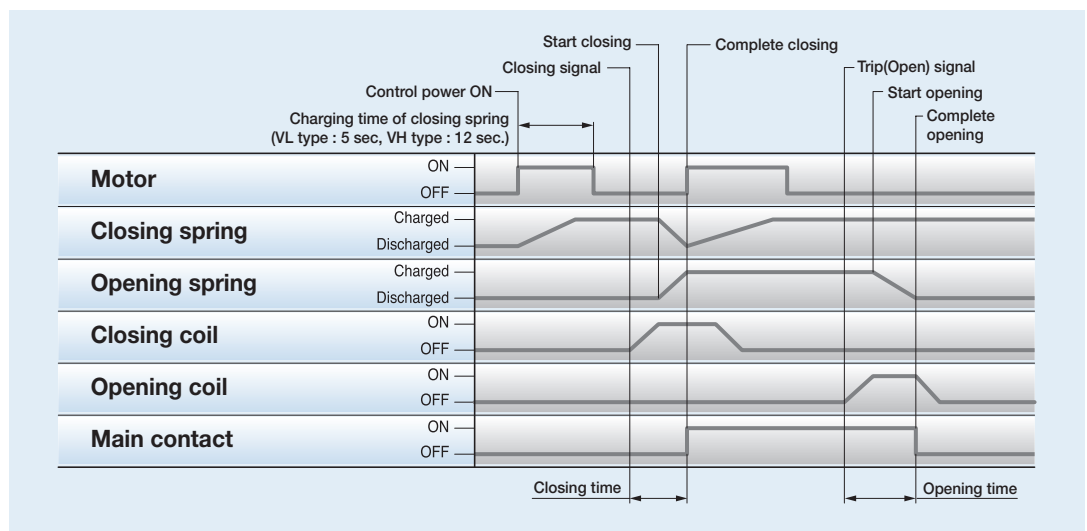 Start closing
Complete closing
Closing signal
Trip(Open) signal
Control power ON
Start opening
Charging time of closing spring
(VL type : 5 sec, VH type : 12 sec.)
Complete
opening
Motor
ON
OFF
Closing spring
Charged
Discharged
Opening spring
Charged
Discharged
Closing coil
ON
OFF
Opening coil
ON
OFF
Main contact
ON
OFF
Closing time
Opening time